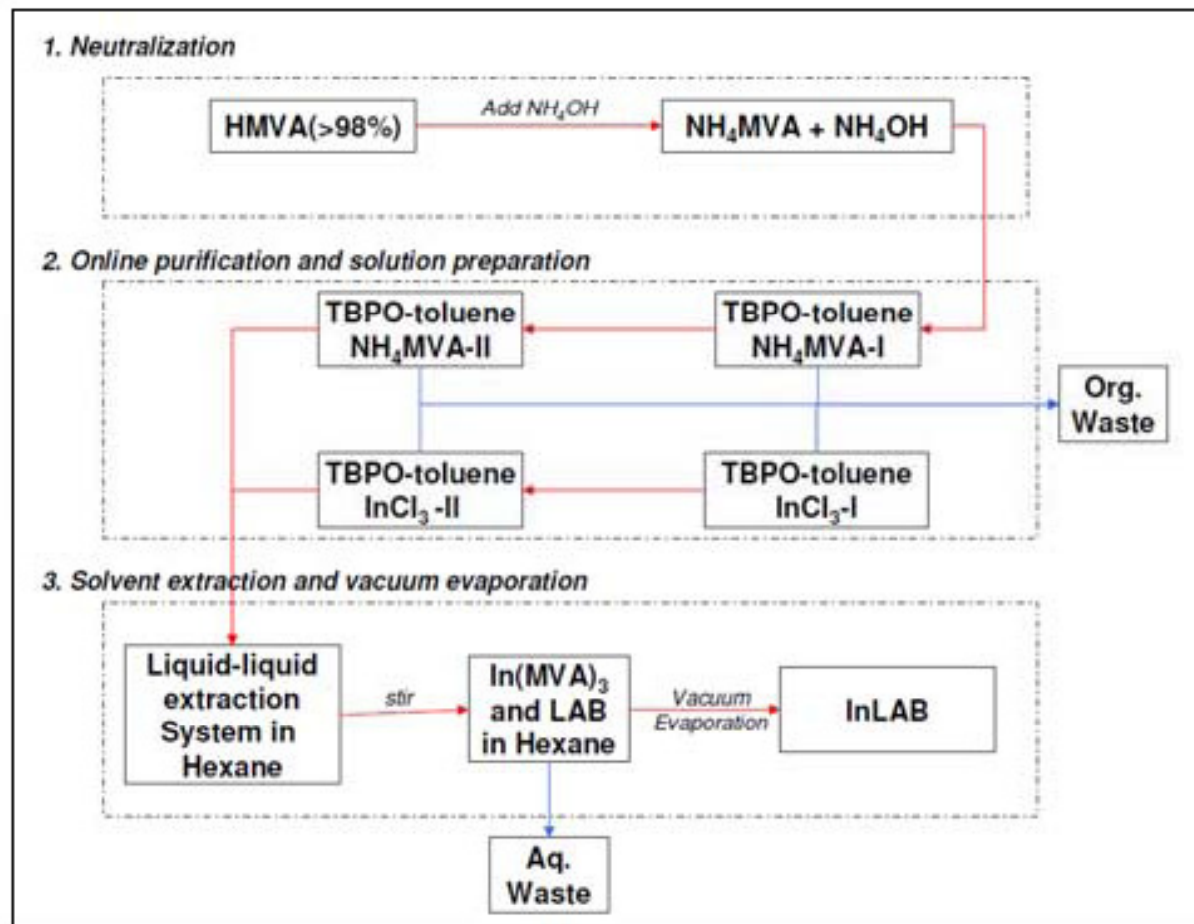 1. Neutralization
HMVA(>98%)
Add NH₄OH
NH₄MVA + NH₄OH
2. Online purification and solution preparation
TBPO-toluene
NH₄MVA-II
TBPO-toluene
NH₄MVA-I
Org.
Waste
TBPO-toluene
InCl₃ -II
TBPO-toluene
InCl₃-I
3. Solvent extraction and vacuum evaporation
Liquid-liquid
extraction
System in
Hexane
stir
In(MVA)₃
and LAB
in Hexane
Vacuum
Evaporation
InLAB
Aq.
Waste